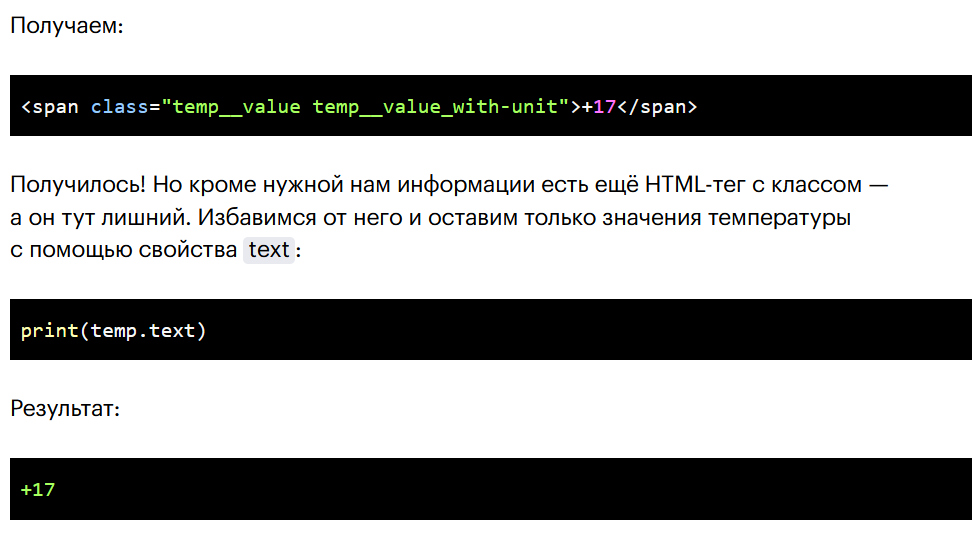 Получаем:
<span class="temp__value temp__value_with-unit">+17</span>
Получилось! Но кроме нужной нам информации есть ещё HTML-тег с классом —
а он тут лишний. Избавимся от него и оставим только значения температуры
с помощью свойства text:
print(temp.text)
Результат:
+17